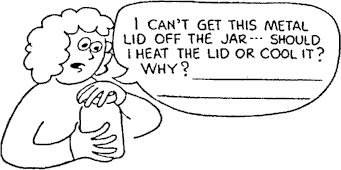 I CAN'T GET THIS METAL
LID OFF THE JAR... SHOULD
I HEAT THE LID OR COOL IT?
WHY?